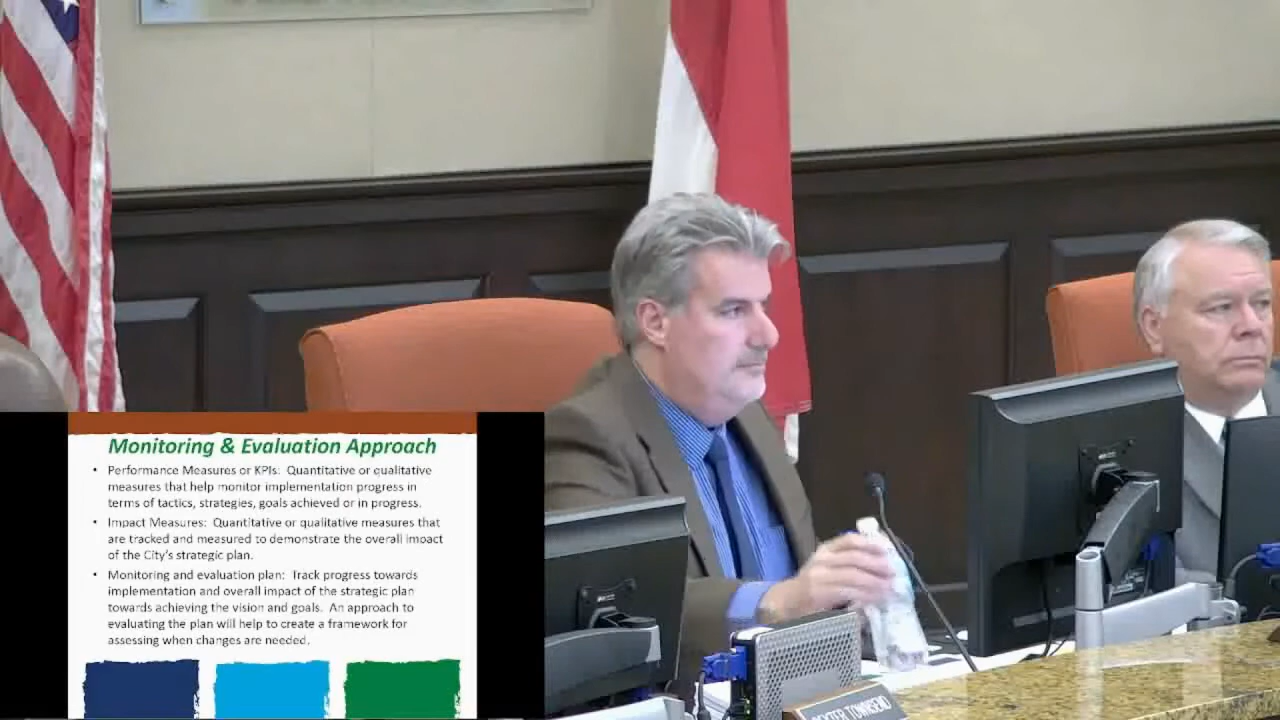 Monitoring & Evaluation Approach
• Performance Measures or KPIs: Quantitative or qualitative
measures that help monitor implementation progress in
terms of tactics, strategies, goals achieved or in progress.
• Impact Measures: Quantitative or qualitative measures that
are tracked and measured to demonstrate the overall impact
of the City's strategic plan.
• Monitoring and evaluation plan: Track progress towards
implementation and overall impact of the strategic plan
towards achieving the vision and goals. An approach to
evaluating the plan will help to create a framework for
assessing when changes are needed.
DEXTER TOWNSEND